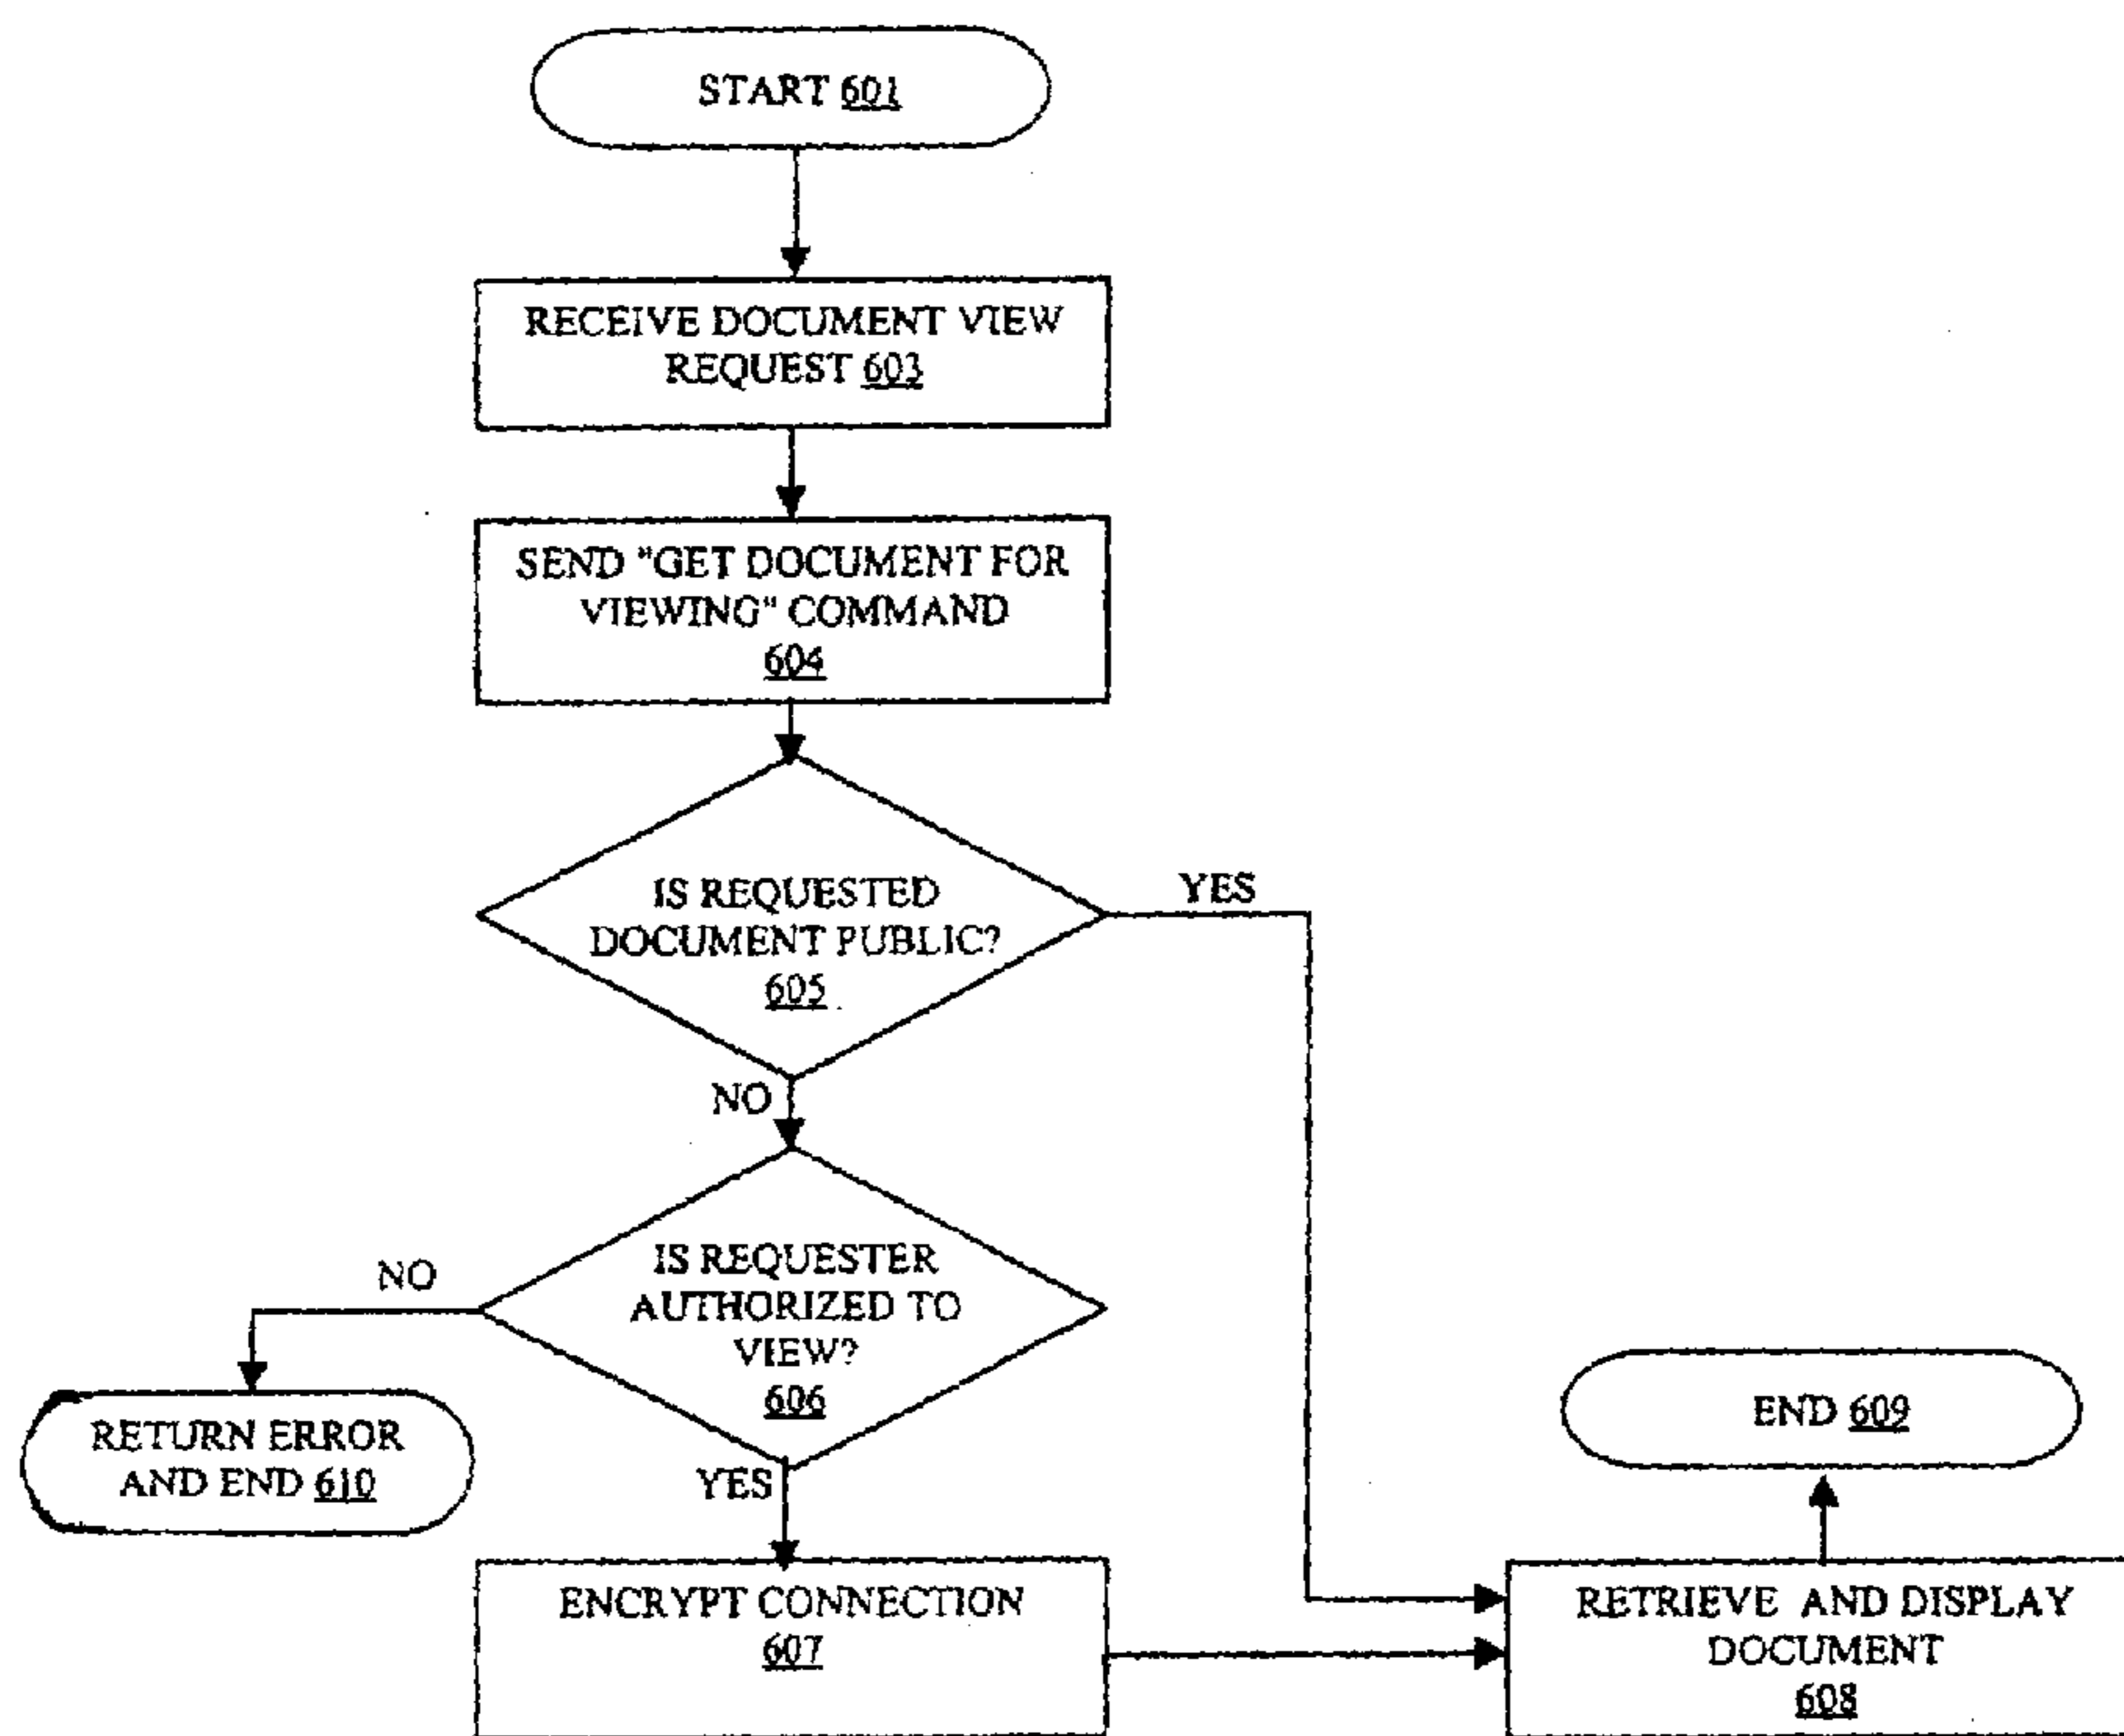 START 601
RECEIVE DOCUMENT VIEW
REQUEST 603
SEND "GET DOCUMENT FOR
VIEWING" COMMAND
604
IS REQUESTED
DOCUMENT PUBLIC?
605
YES
NO
IS REQUESTER
AUTHORIZED TO
VIEW?
606
NO
RETURN ERROR
AND END 610
YES
ENCRYPT CONNECTION
607
END 609
RETRIEVE AND DISPLAY
DOCUMENT
608